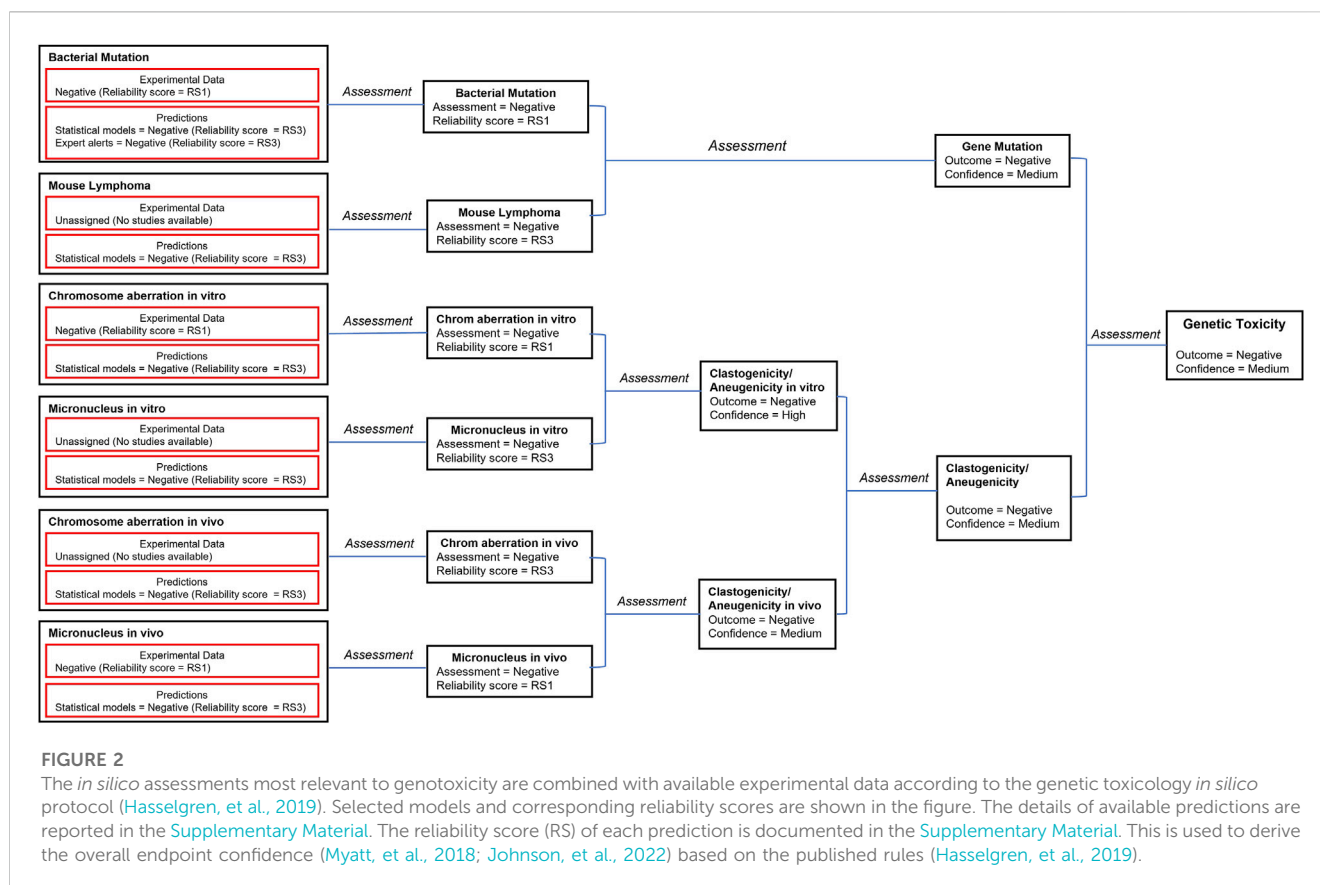 Bacterial Mutation
Experimental Data
Negative (Reliability score = RS1)
Predictions
Statistical models = Negative (Reliability score = RS3)
Expert alerts = Negative (Reliability score = RS3)
Assessment
Bacterial Mutation
Assessment = Negative
Reliability score = RS1
Mouse Lymphoma
Experimental Data
Unassigned (No studies available)
Predictions
Statistical models = Negative (Reliability score = RS3)
Assessment
Mouse Lymphoma
Assessment = Negative
Reliability score = RS3
Assessment
Gene Mutation
Outcome = Negative
Confidence = Medium
Chromosome aberration in vitro
Experimental Data
Negative (Reliability score = RS1)
Predictions
Statistical models = Negative (Reliability score = RS3)
Assessment
Chrom aberration in vitro
Assessment = Negative
Reliability score = RS1
Micronucleus in vitro
Experimental Data
Unassigned (No studies available)
Predictions
Statistical models = Negative (Reliability score = RS3)
Assessment
Micronucleus in vitro
Assessment = Negative
Reliability score = RS3
Assessment
Clastogenicity/
Aneugenicity in vitro
Outcome = Negative
Confidence = High
Chromosome aberration in vivo
Experimental Data
Unassigned (No studies available)
Predictions
Statistical models = Negative (Reliability score = RS3)
Assessment
Chrom aberration in vivo
Assessment = Negative
Reliability score = RS3
Micronucleus in vivo
Experimental Data
Negative (Reliability score = RS1)
Predictions
Statistical models = Negative (Reliability score = RS3)
Assessment
Micronucleus in vivo
Assessment = Negative
Reliability score = RS1
Assessment
Clastogenicity/
Aneugenicity in vivo
Outcome = Negative
Confidence = Medium
Assessment
Clastogenicity/
Aneugenicity
Outcome = Negative
Confidence = Medium
Assessment
Genetic Toxicity
Outcome = Negative
Confidence = Medium
FIGURE 2
The in silico assessments most relevant to genotoxicity are combined with available experimental data according to the genetic toxicology in silico
protocol (Hasselgren, et al., 2019). Selected models and corresponding reliability scores are shown in the figure. The details of available predictions are
reported in the Supplementary Material. The reliability score (RS) of each prediction is documented in the Supplementary Material. This is used to derive
the overall endpoint confidence (Myatt, et al., 2018; Johnson, et al., 2022) based on the published rules (Hasselgren, et al., 2019).